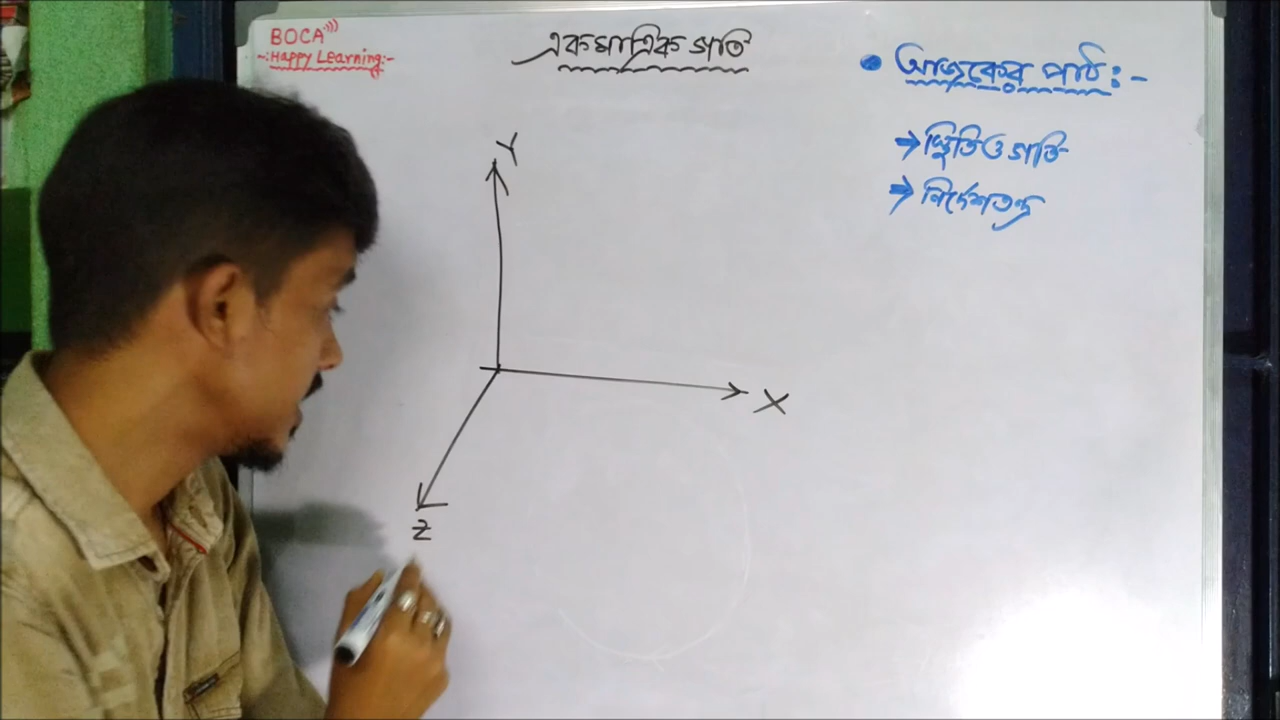 BOCA
-:Happy Learning:-
একমাত্রিক গতি
• আজকের পাঠ :-
→ স্থিতি ও গতি
→ নির্দেশতন্ত্র
Y
X
Z